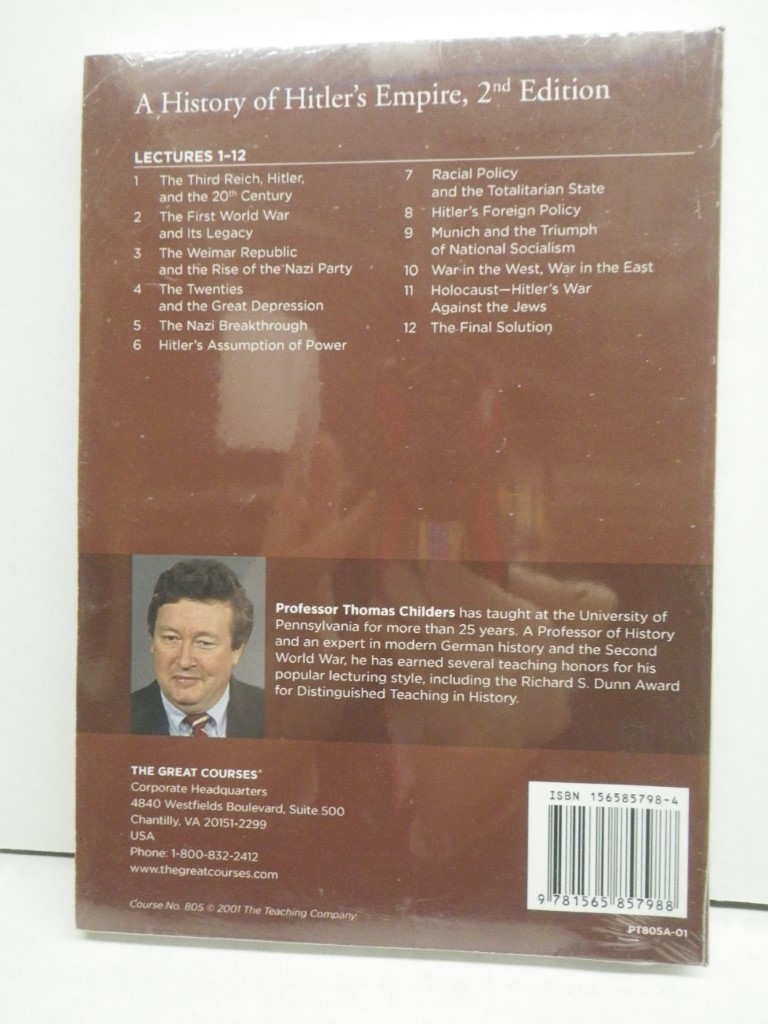 A History of Hitler's Empire, 2nd Edition
LECTURES 1–12
1 The Third Reich, Hitler,
and the 20th Century
2 The First World War
and Its Legacy
3 The Weimar Republic
and the Rise of the Nazi Party
4 The Twenties
and the Great Depression
5 The Nazi Breakthrough
6 Hitler's Assumption of Power
7 Racial Policy
and the Totalitarian State
8 Hitler's Foreign Policy
9 Munich and the Triumph
of National Socialism
10 War in the West, War in the East
11 Holocaust—Hitler's War
Against the Jews
12 The Final Solution
Professor Thomas Childers has taught at the University of
Pennsylvania for more than 25 years. A Professor of History
and an expert in modern German history and the Second
World War, he has earned several teaching honors for his
popular lecturing style, including the Richard S. Dunn Award
for Distinguished Teaching in History.
THE GREAT COURSES®
Corporate Headquarters
4840 Westfields Boulevard, Suite 500
Chantilly, VA 20151-2299
USA
Phone: 1-800-832-2412
www.thegreatcourses.com
Course No. 805 © 2001 The Teaching Company
ISBN 156585798-4
9 781565 857988
PT805A-01